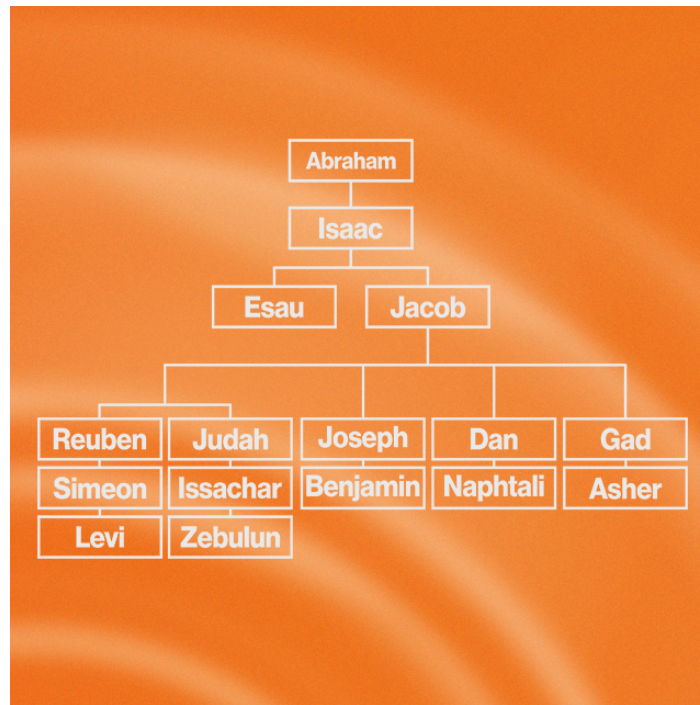 Abraham
Isaac
Esau Jacob
Reuben Judah Joseph Dan Gad
Simeon Issachar Benjamin Naphtali Asher
Levi Zebulun